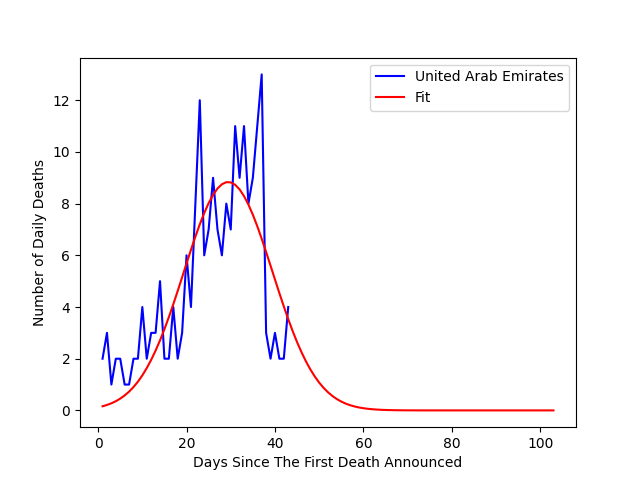 United Arab Emirates
Fit
12
10
8
6
4
2
0
Number of Daily Deaths
0 20 40 60 80 100
Days Since The First Death Announced